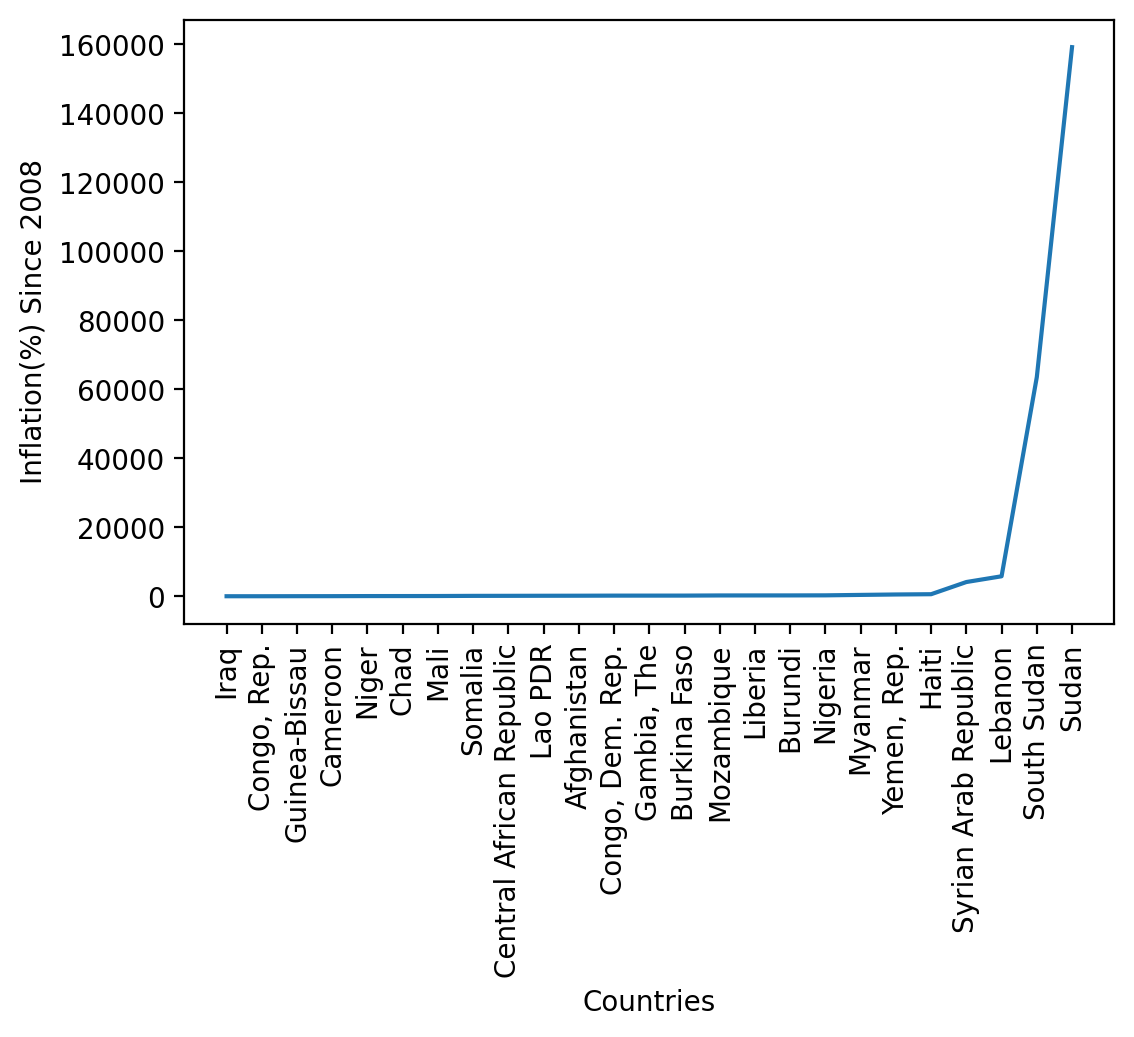 160000
140000
120000
100000
80000
60000
40000
20000
0
Inflation(%) Since 2008
Iraq
Congo, Rep.
Guinea-Bissau
Cameroon
Niger
Chad
Mali
Somalia
Central African Republic
Lao PDR
Afghanistan
Congo, Dem. Rep.
Gambia, The
Burkina Faso
Mozambique
Liberia
Burundi
Nigeria
Myanmar
Yemen, Rep.
Haiti
Syrian Arab Republic
Lebanon
South Sudan
Sudan
Countries